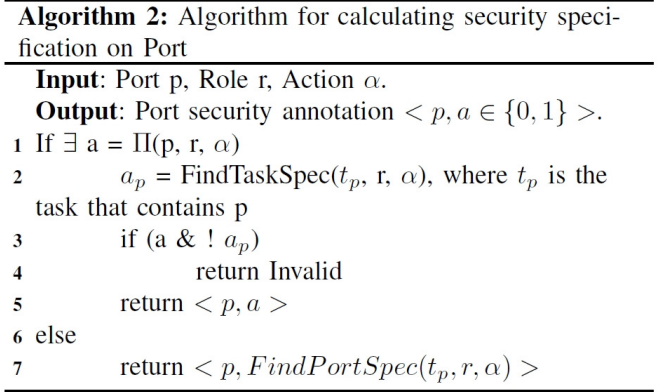 Algorithm 2: Algorithm for calculating security speci-
fication on Port
Input: Port p, Role r, Action α.
Output: Port security annotation < p, a ∈ {0, 1} >.
1 If ∃ a = Π(p, r, α)
2 a_p = FindTaskSpec(t_p, r, α), where t_p is the
task that contains p
3 if (a & ! a_p)
4 return Invalid
5 return < p, a >
6 else
7 return < p, FindPortSpec(t_p, r, α) >